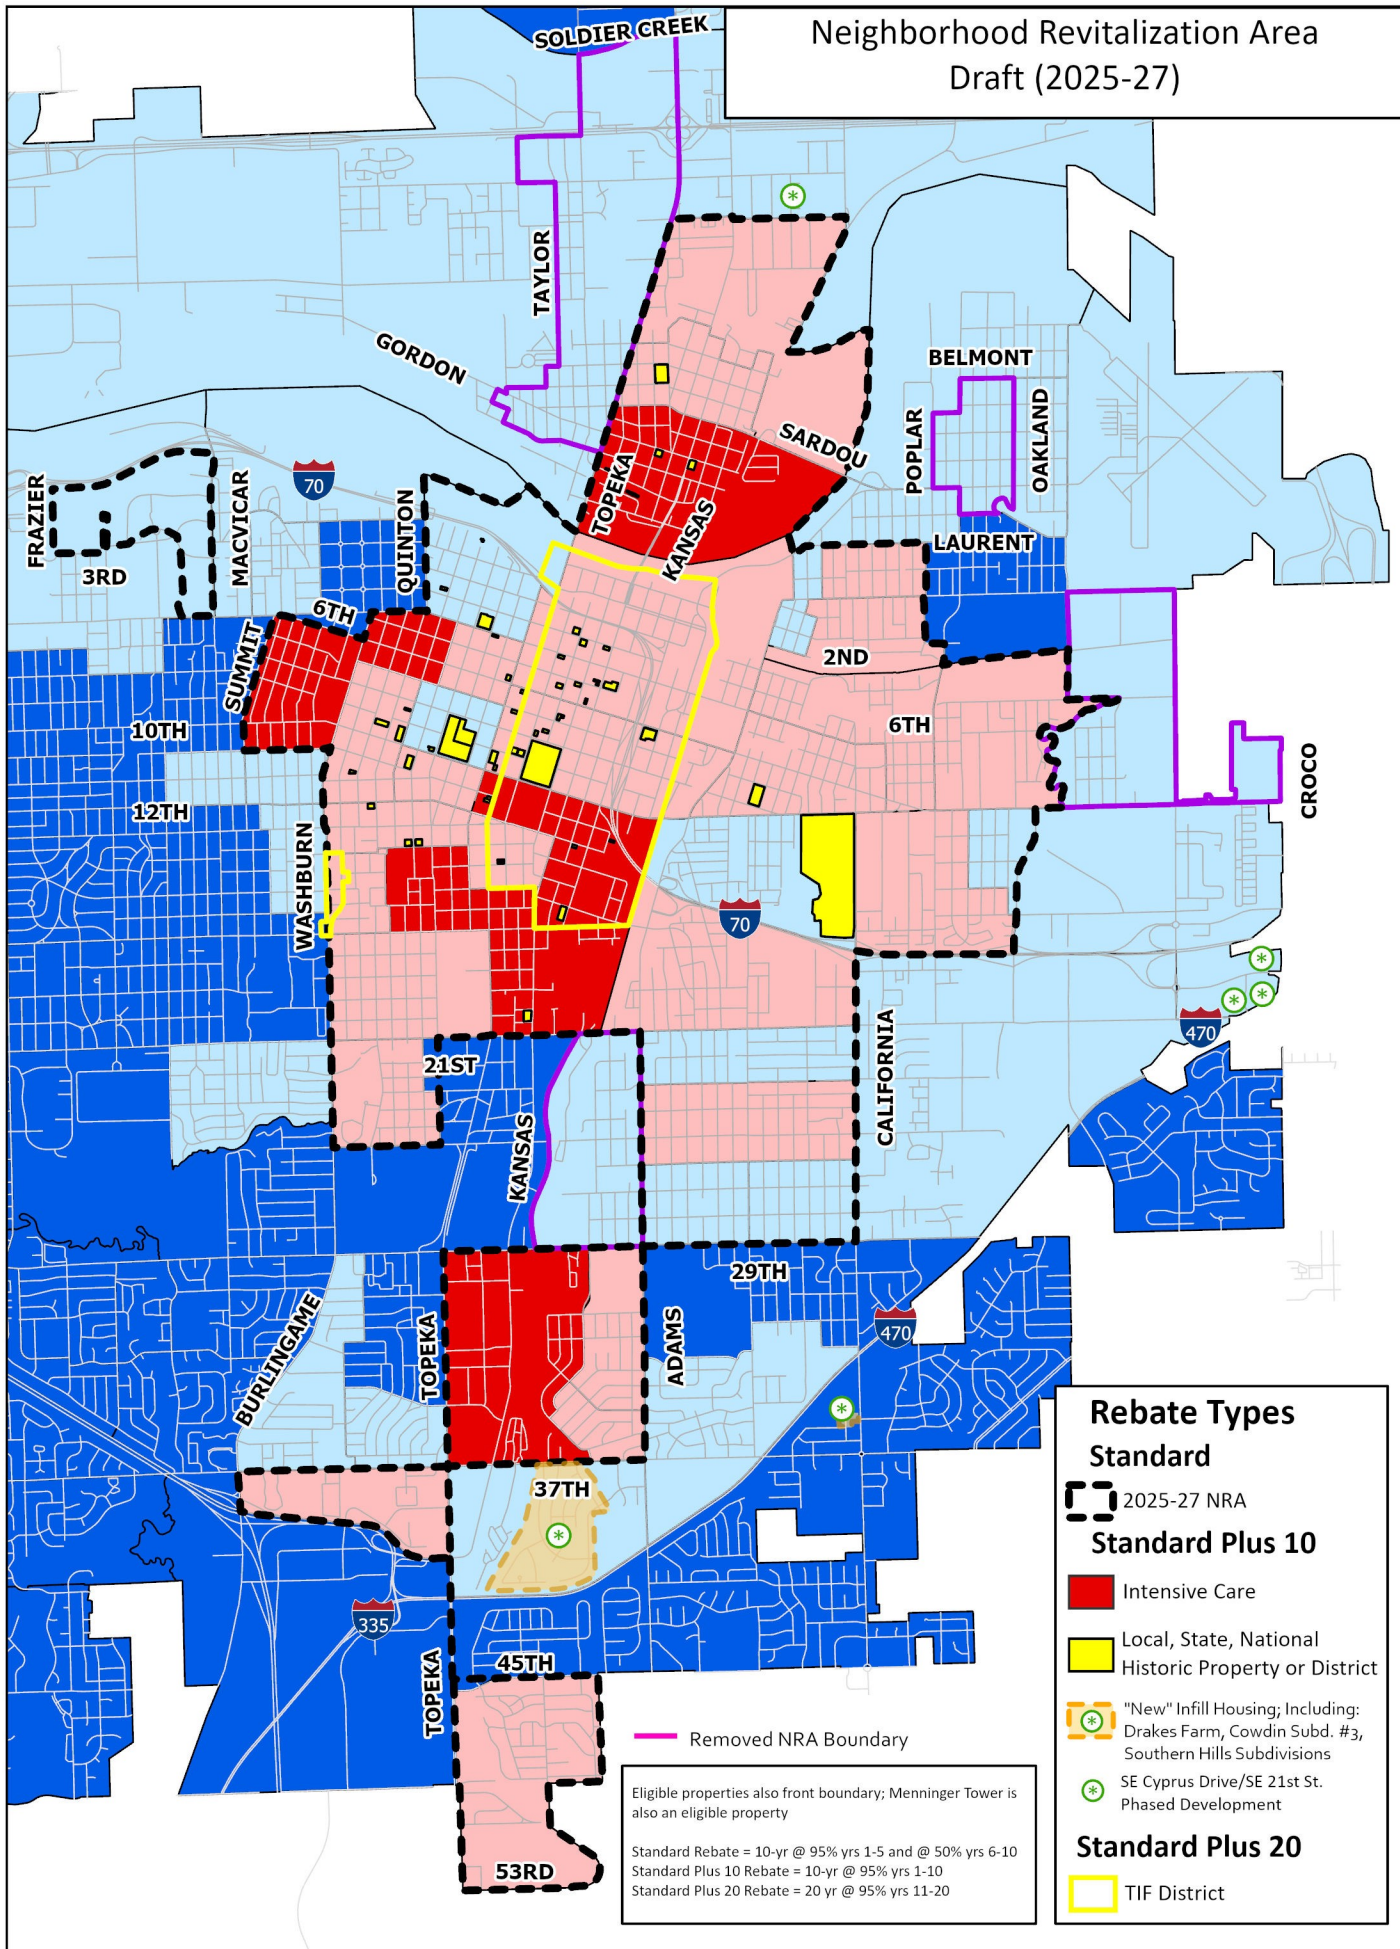 Neighborhood Revitalization Area
Draft (2025-27)
SOLDIER CREEK
TAYLOR
GORDON
BELMONT
POPLAR
OAKLAND
SARDOU
TOPEKA
KANSAS
70
FRAZIER
MACVICAR
QUINTON
3RD
LAURENT
6TH
SUMMIT
2ND
10TH
6TH
12TH
CROCO
WASHBURN
70
470
21ST
CALIFORNIA
KANSAS
29TH
BURLINGAME
TOPEKA
ADAMS
470
37TH
335
TOPEKA
45TH
53RD
Removed NRA Boundary
Eligible properties also front boundary; Menninger Tower is
also an eligible property
Standard Rebate = 10-yr @ 95% yrs 1-5 and @ 50% yrs 6-10
Standard Plus 10 Rebate = 10-yr @ 95% yrs 1-10
Standard Plus 20 Rebate = 20 yr @ 95% yrs 11-20
Rebate Types
Standard
2025-27 NRA
Standard Plus 10
Intensive Care
Local, State, National
Historic Property or District
"New" Infill Housing; Including:
Drakes Farm, Cowdin Subd. #3,
Southern Hills Subdivisions
SE Cyprus Drive/SE 21st St.
Phased Development
Standard Plus 20
TIF District